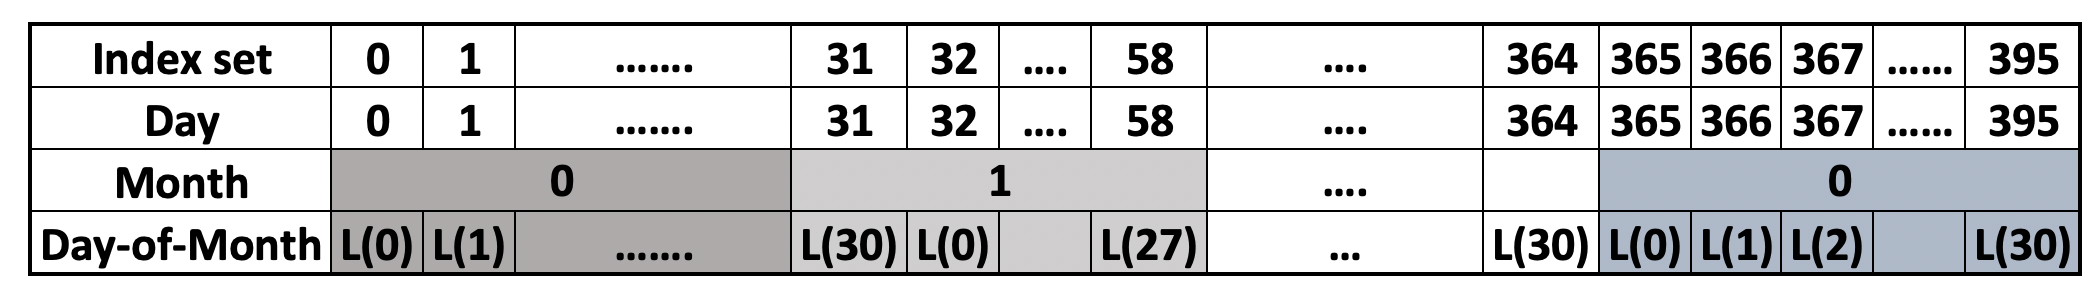 Index set 0 1 ....... 31 32 .... 58 .... 364 365 366 367 ...... 395
Day 0 1 ....... 31 32 .... 58 .... 364 365 366 367 ...... 395
Month 0 1 .... 0
Day-of-Month L(0) L(1) ....... L(30) L(0) L(27) ... L(30) L(0) L(1) L(2) L(30)